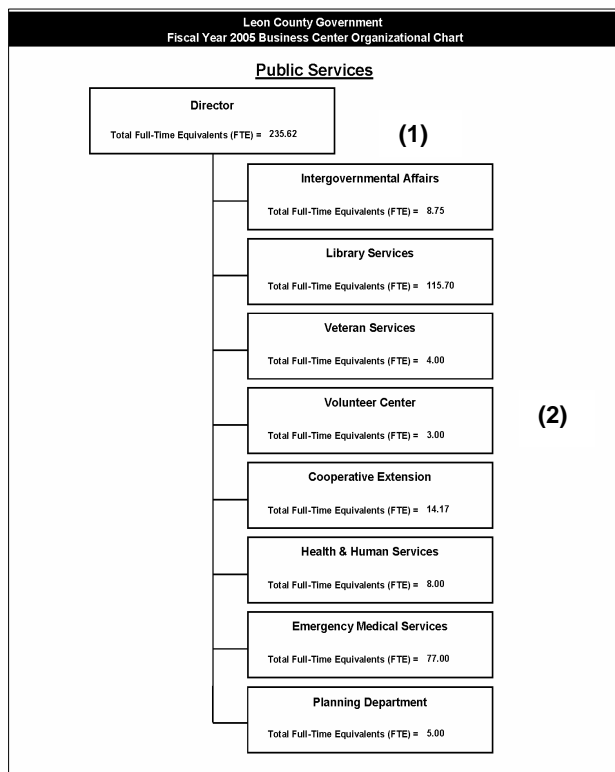 Leon County Government
Fiscal Year 2005 Business Center Organizational Chart
Public Services
Director
Total Full-Time Equivalents (FTE) = 235.62
(1)
Intergovernmental Affairs
Total Full-Time Equivalents (FTE) = 8.75
Library Services
Total Full-Time Equivalents (FTE) = 115.70
Veteran Services
Total Full-Time Equivalents (FTE) = 4.00
Volunteer Center
(2)
Total Full-Time Equivalents (FTE) = 3.00
Cooperative Extension
Total Full-Time Equivalents (FTE) = 14.17
Health & Human Services
Total Full-Time Equivalents (FTE) = 8.00
Emergency Medical Services
Total Full-Time Equivalents (FTE) = 77.00
Planning Department
Total Full-Time Equivalents (FTE) = 5.00